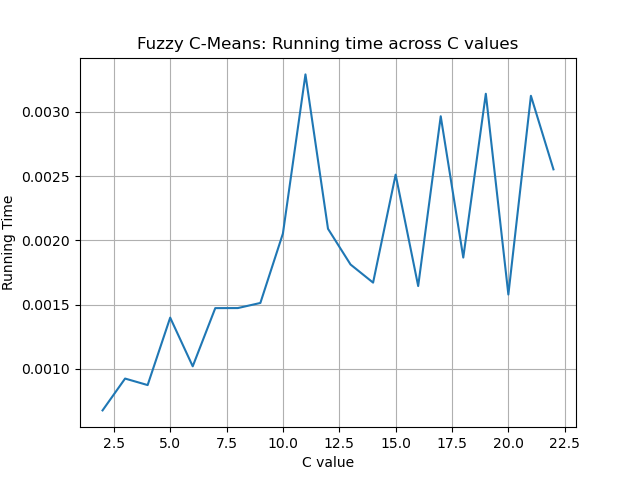 Fuzzy C-Means: Running time across C values
0.0030
0.0025
0.0020
0.0015
0.0010
Running Time
2.5 5.0 7.5 10.0 12.5 15.0 17.5 20.0 22.5
C value